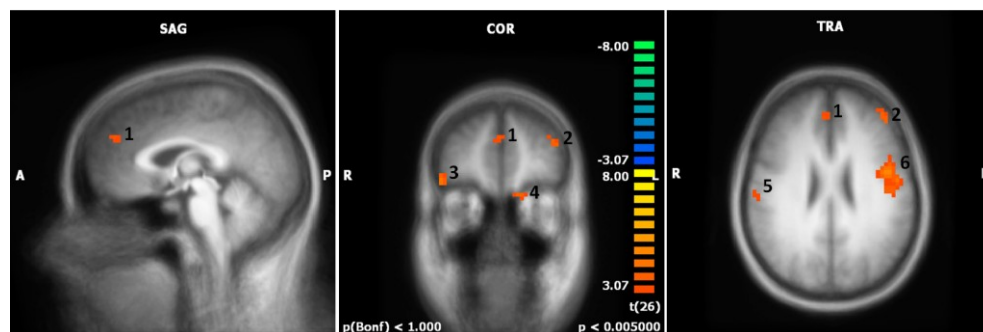 SAG
1
A
P
COR
-8.00
1
2
-3.07
8.00
3
R
L
4
3.07
t(26)
p(Bonf) < 1.000
p < 0.005000
TRA
1
2
6
R
5